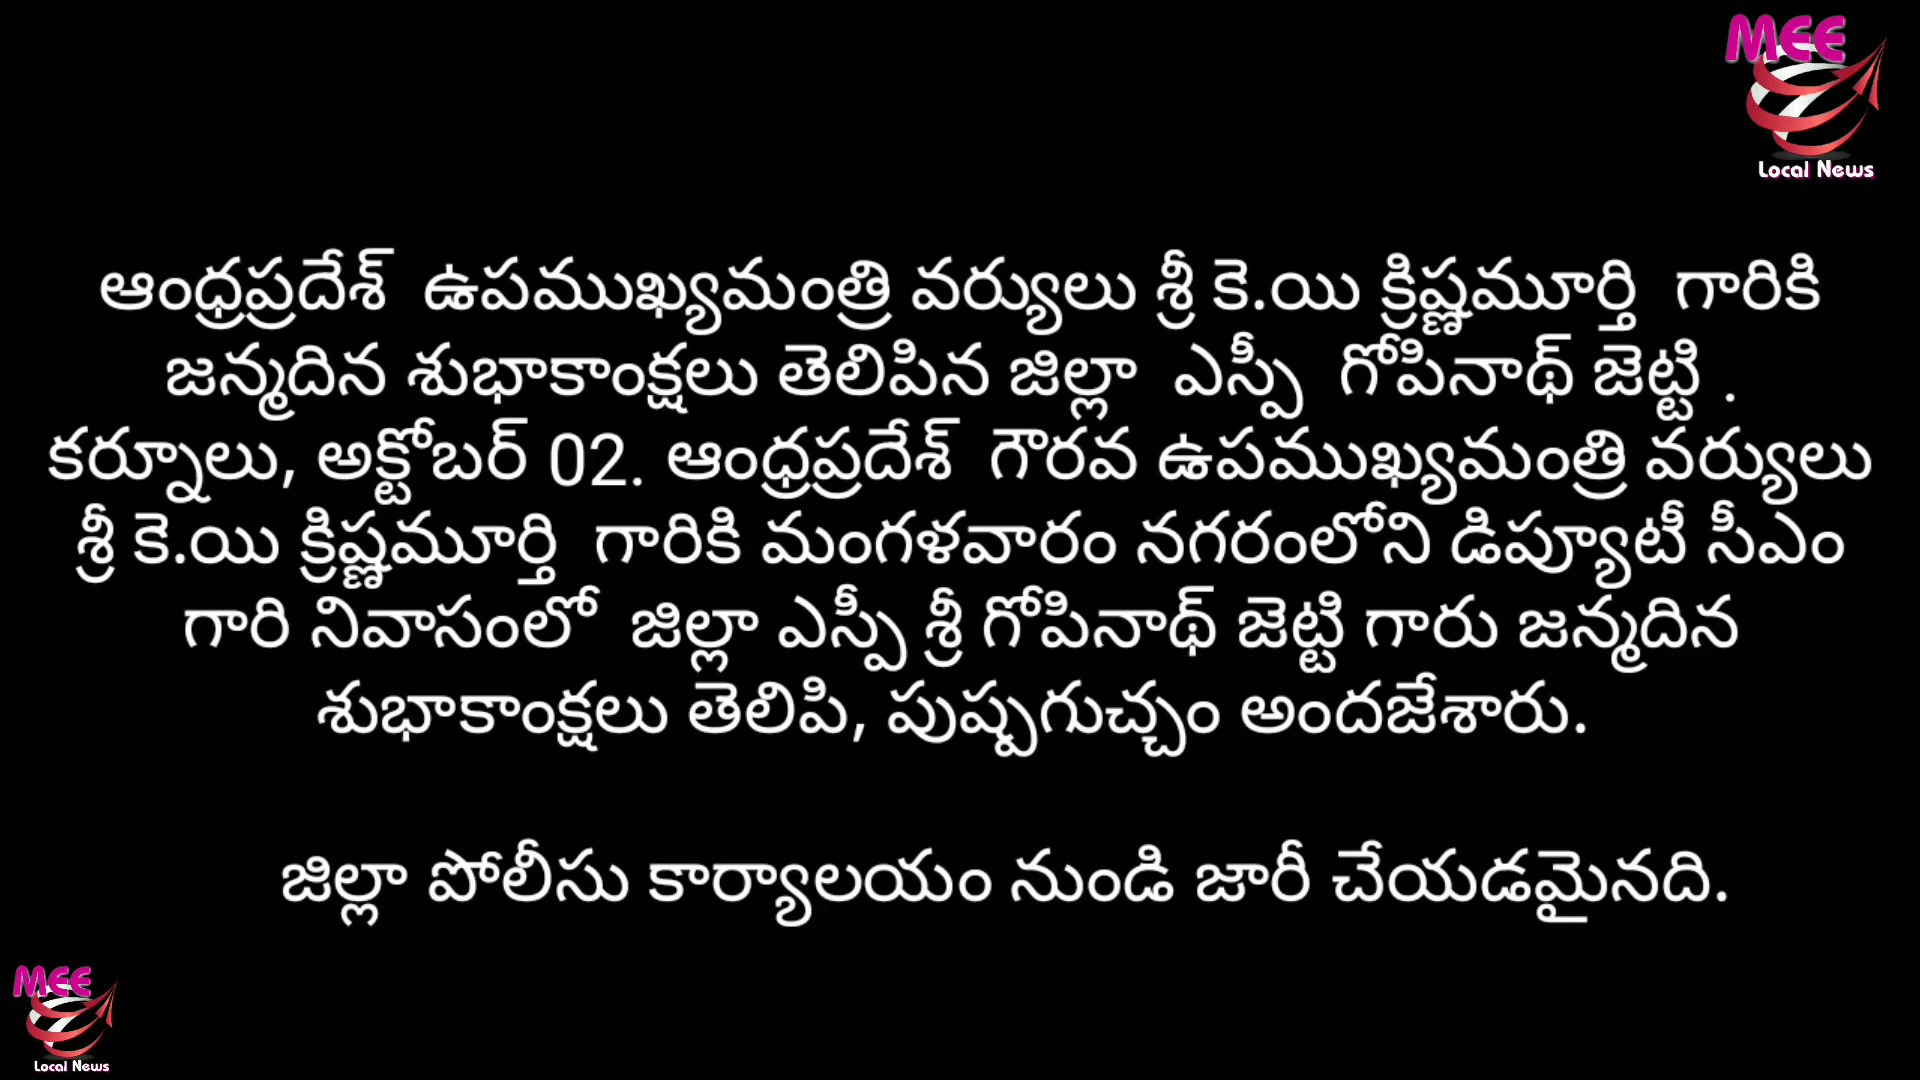 MEE
Local News
ఆంధ్రప్రదేశ్ ఉపముఖ్యమంత్రి వర్యులు శ్రీ కె.యి క్రిష్ణమూర్తి గారికి
జన్మదిన శుభాకాంక్షలు తెలిపిన జిల్లా ఎస్పీ గోపినాథ్ జెట్టి .
కర్నూలు, అక్టోబర్ 02. ఆంధ్రప్రదేశ్ గౌరవ ఉపముఖ్యమంత్రి వర్యులు
శ్రీ కె.యి క్రిష్ణమూర్తి గారికి మంగళవారం నగరంలోని డిప్యూటీ సీఎం
గారి నివాసంలో జిల్లా ఎస్పీ శ్రీ గోపినాథ్ జెట్టి గారు జన్మదిన
శుభాకాంక్షలు తెలిపి, పుష్పగుచ్చం అందజేశారు.
జిల్లా పోలీసు కార్యాలయం నుండి జారీ చేయడమైనది.
MEE
Local News